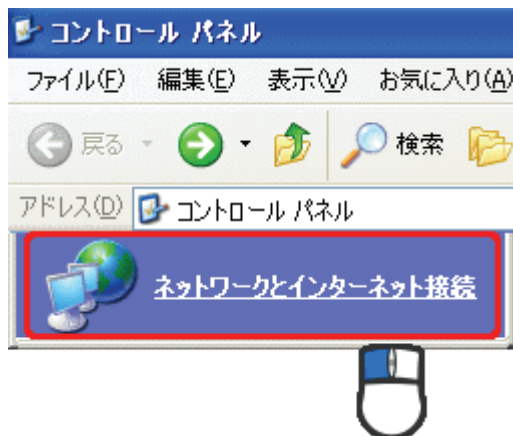 コントロール パネル
ファイル(F) 編集(E) 表示(V) お気に入り(A)
戻る 検索
アドレス(D) コントロール パネル
ネットワークとインターネット接続